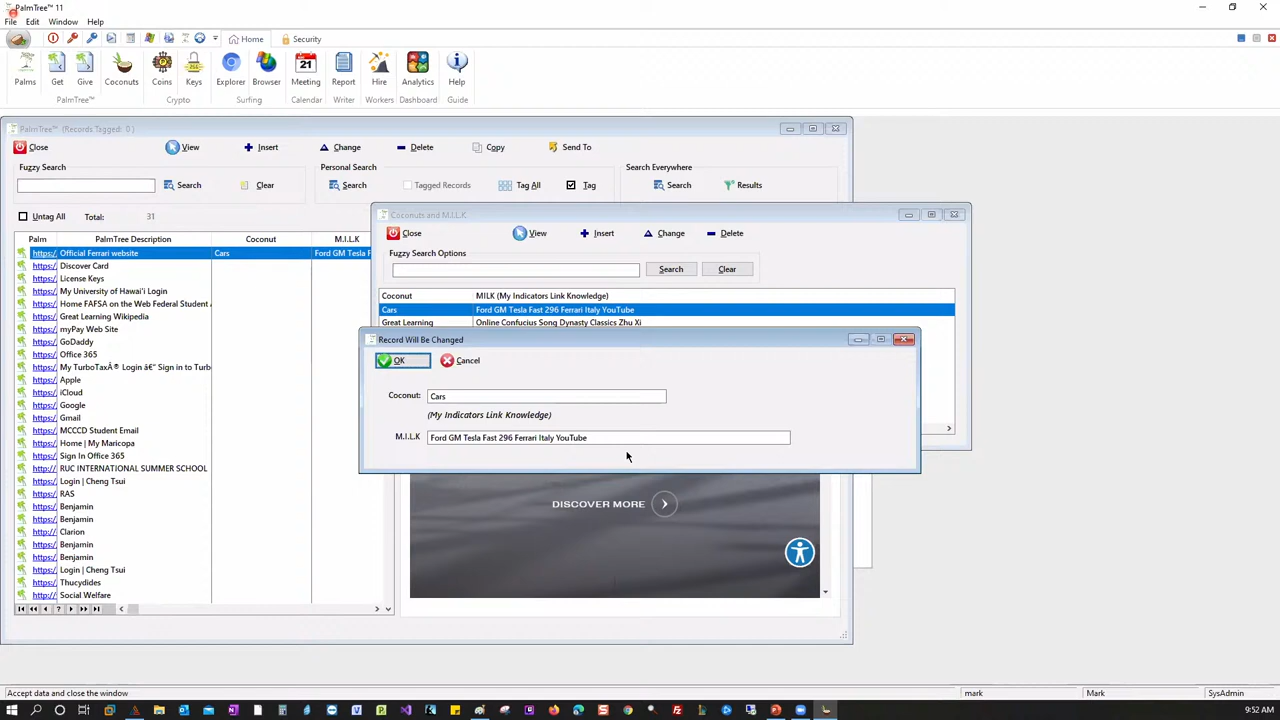 PalmTree™ 11
File Edit Window Help
Home Security
Palms Get Give Coconuts Coins Keys Explorer Browser 21 Meeting Report Hire Analytics Help
PalmTree™ Crypto Surfing Calendar Writer Workers Dashboard Guide
PalmTree™ (Records Tagged: 0 )
Close View Insert Change Delete Copy Send To
Fuzzy Search Personal Search Search Everywhere
Search Clear Search Tagged Records Tag All Tag Search Results
Untag All Total: 31
Palm PalmTree Description Coconut M.I.L.K
https:/ Official Ferrari website Cars Ford GM Tesla F
https:/ Discover Card
https:/ License Keys
https:/ My University of Hawai'i Login
https:/ Home FAFSA on the Web Federal Student
https:/ Great Learning Wikipedia
https:/ myPay Web Site
https:/ GoDaddy
https:/ Office 365
https:/ My TurboTaxÂ® Login â€" Sign in to Turb
https:/ Apple
https:/ iCloud
https:/ Google
https:/ Gmail
https:/ MCCCD Student Email
https:/ Home | My Maricopa
https:/ Sign In Office 365
https:/ RUC INTERNATIONAL SUMMER SCHOOL
https:/ Login | Cheng Tsui
https:/ RAS
https:/ Benjamin
https:/ Benjamin
https:/ Clarion
https:/ Benjamin
https:/ Benjamin
https:/ Login | Cheng Tsui
https:/ Thucydides
https:/ Social Welfare
Coconuts and M.I.L.K
Close View Insert Change Delete
Fuzzy Search Options
Search Clear
Coconut MILK (My Indicators Link Knowledge)
Cars Ford GM Tesla Fast 296 Ferrari Italy YouTube
Great Learning Online Confucius Song Dynasty Classics Zhu Xi
Record Will Be Changed
OK Cancel
Coconut: Cars
(My Indicators Link Knowledge)
M.I.L.K Ford GM Tesla Fast 296 Ferrari Italy YouTube
DISCOVER MORE
Accept data and close the window mark Mark SysAdmin
9:52 AM